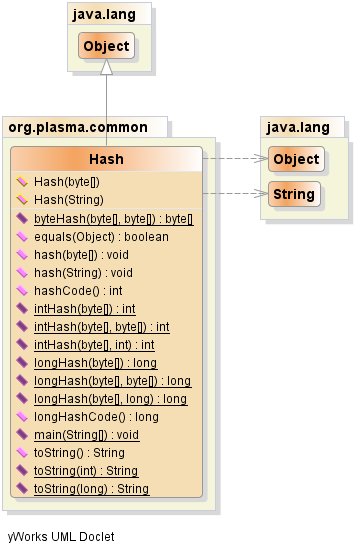 java.lang
Object
org.plasma.common
Hash
Hash(byte[])
Hash(String)
byteHash(byte[], byte[]) : byte[]
equals(Object) : boolean
hash(byte[]) : void
hash(String) : void
hashCode() : int
intHash(byte[]) : int
intHash(byte[], byte[]) : int
intHash(byte[], int) : int
longHash(byte[]) : long
longHash(byte[], byte[]) : long
longHash(byte[], long) : long
longHashCode() : long
main(String[]) : void
toString() : String
toString(int) : String
toString(long) : String
java.lang
Object
String
yWorks UML Doclet